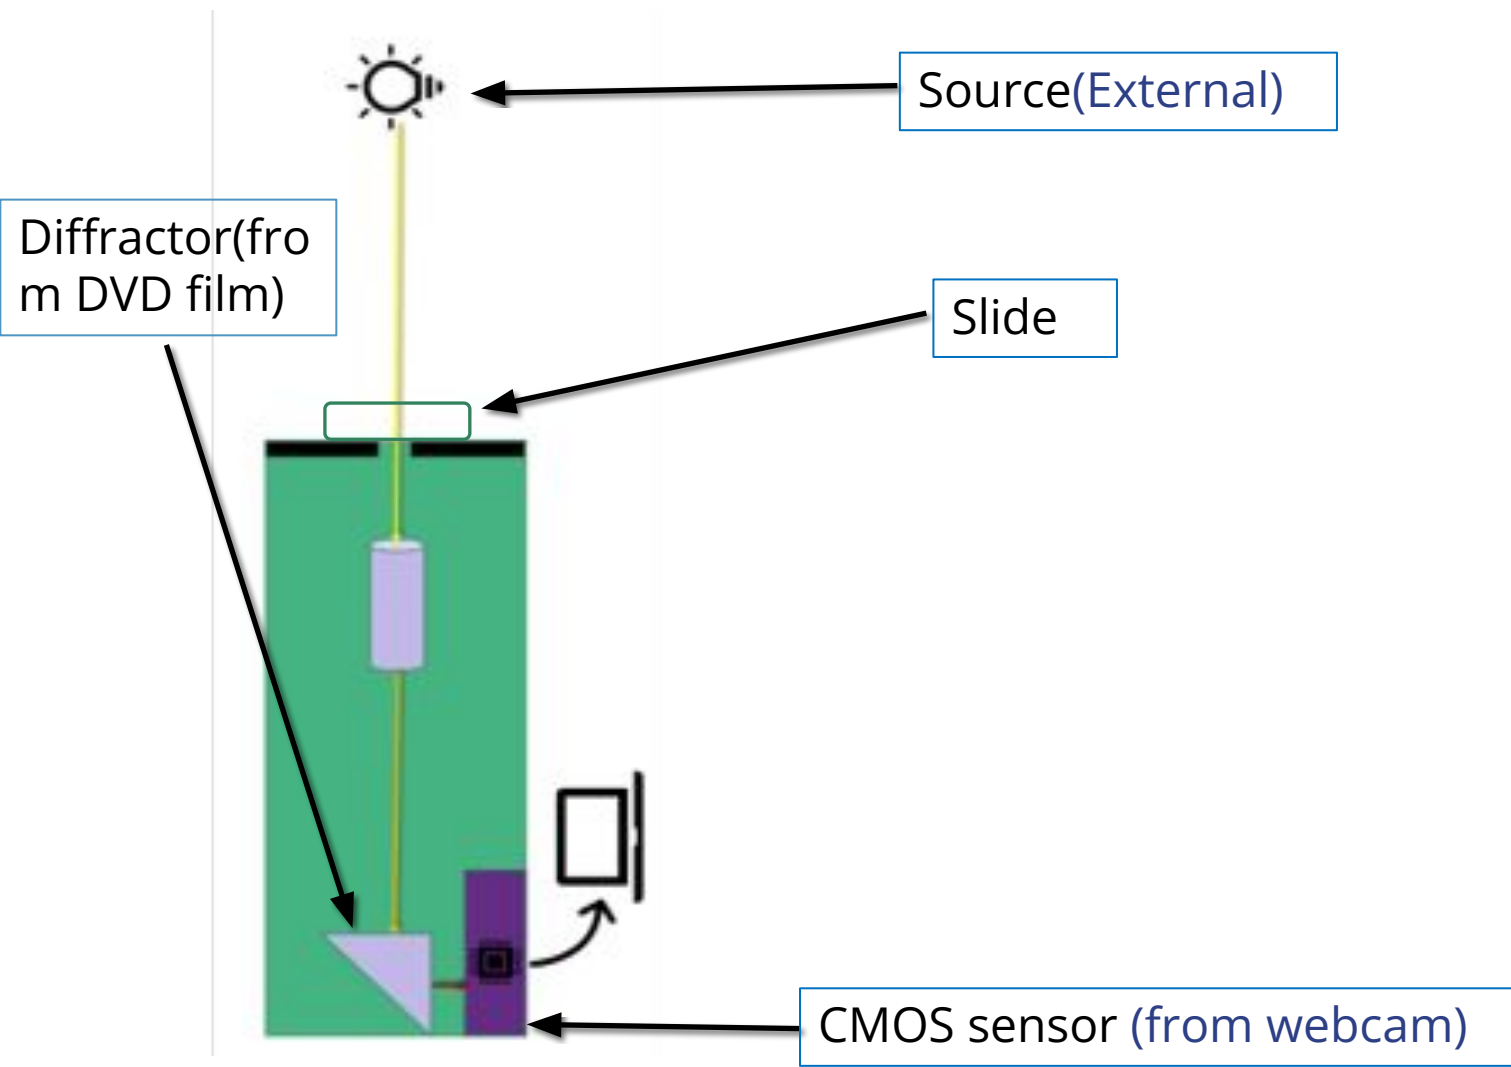 Source(External)
Diffractor(fro
m DVD film)
Slide
CMOS sensor (from webcam)